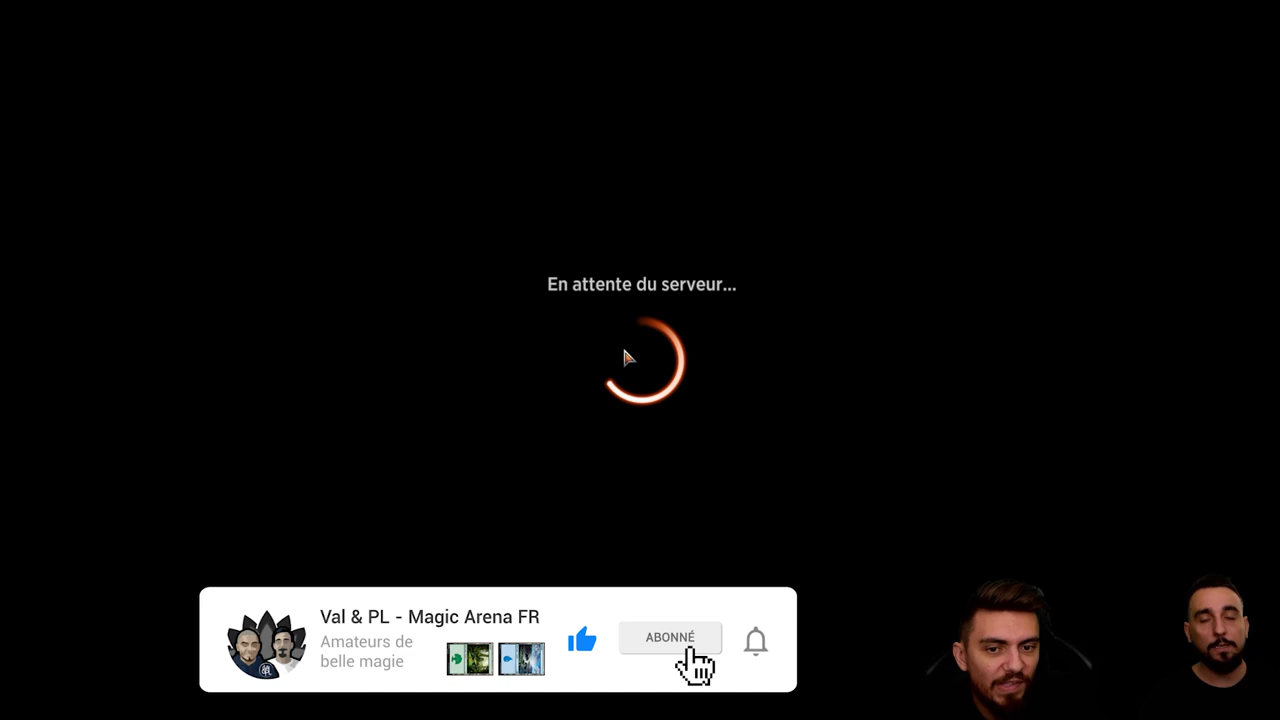 En attente du serveur...
Val & PL - Magic Arena FR
Amateurs de
belle magie
ABONNÉ